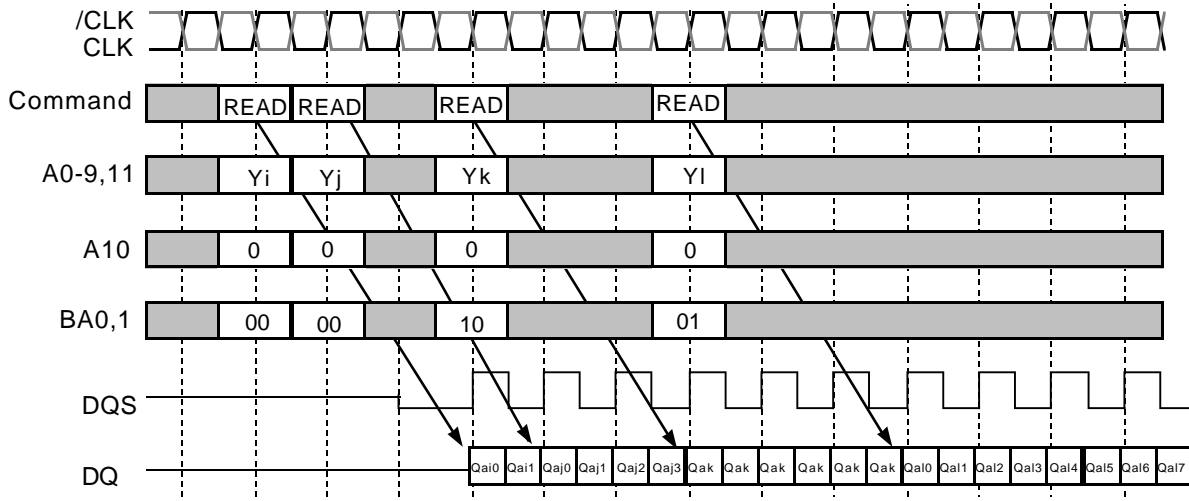 /CLK
CLK
Command READ READ READ READ
A0-9,11 Yi Yj Yk Yl
A10 0 0 0 0
BA0,1 00 00 10 01
DQS
DQ Qai0 Qai1 Qaj0 Qaj1 Qaj2 Qaj3 Qak Qak Qak Qak Qak Qak Qal0 Qal1 Qal2 Qal3 Qal4 Qal5 Qal6 Qal7